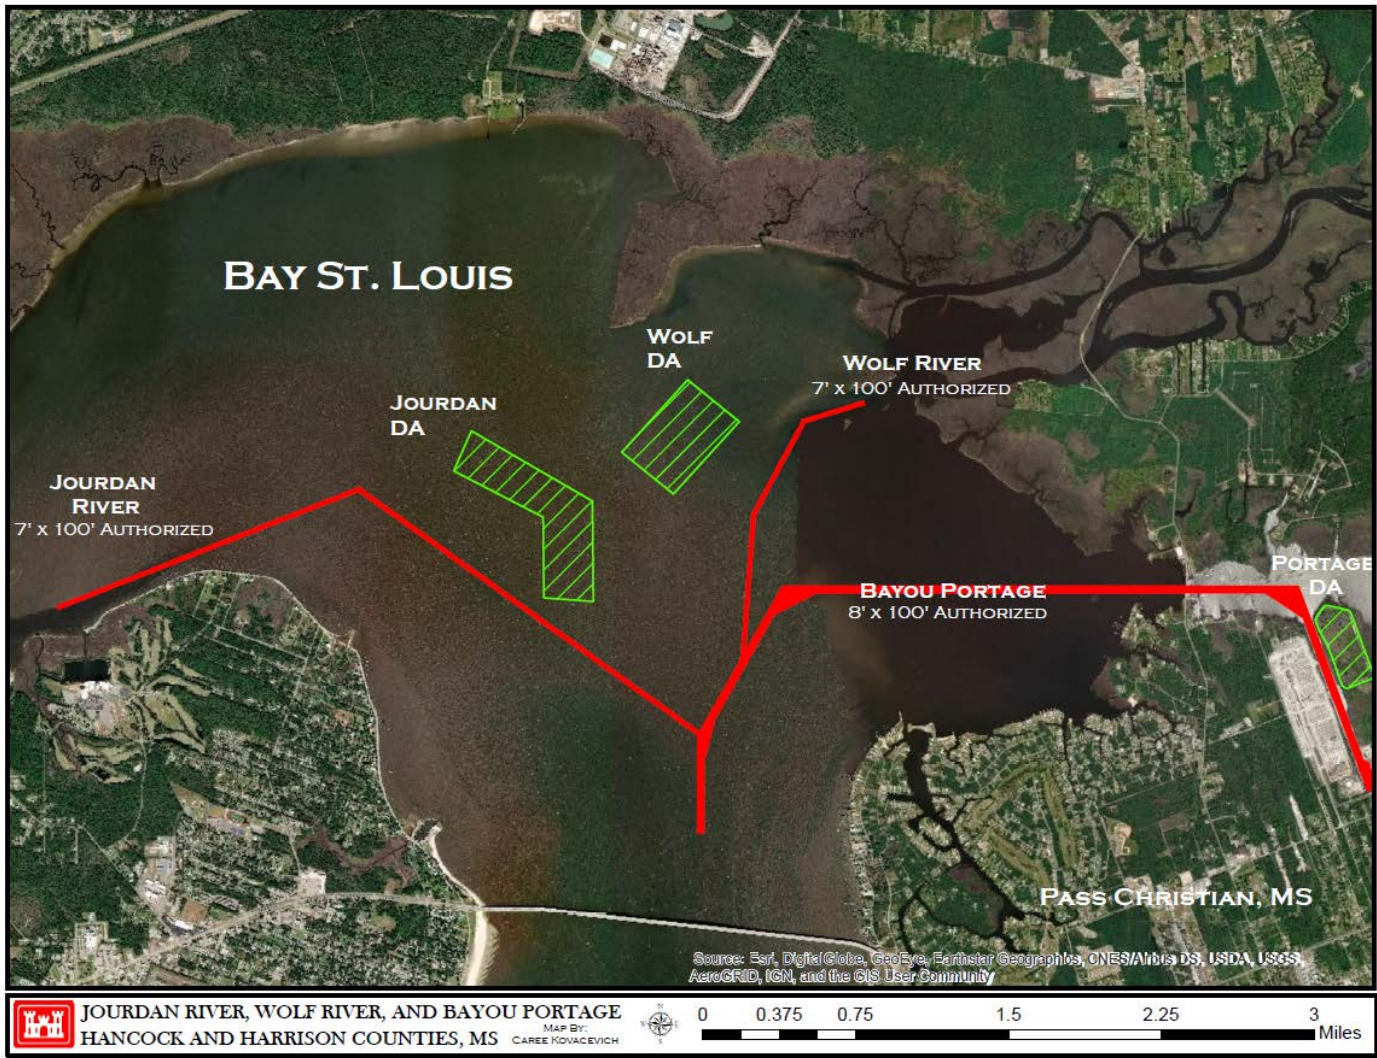 BAY ST. LOUIS
WOLF
DA
WOLF RIVER
7' X 100' AUTHORIZED
JOURDAN
DA
JOURDAN
RIVER
7' X 100' AUTHORIZED
PORTAGE
DA
BAYOU PORTAGE
8' X 100' AUTHORIZED
PASS CHRISTIAN, MS
Source: Esri, DigitalGlobe, GeoEye, Earthstar Geographics, CNES/Airbus DS, USDA, USGS,
AeroGRID, IGN, and the GIS User Community
JOURDAN RIVER, WOLF RIVER, AND BAYOU PORTAGE
HANCOCK AND HARRISON COUNTIES, MS
MAP BY:
CAREE KOVACEVICH
N
W E
S
0 0.375 0.75 1.5 2.25 3
Miles